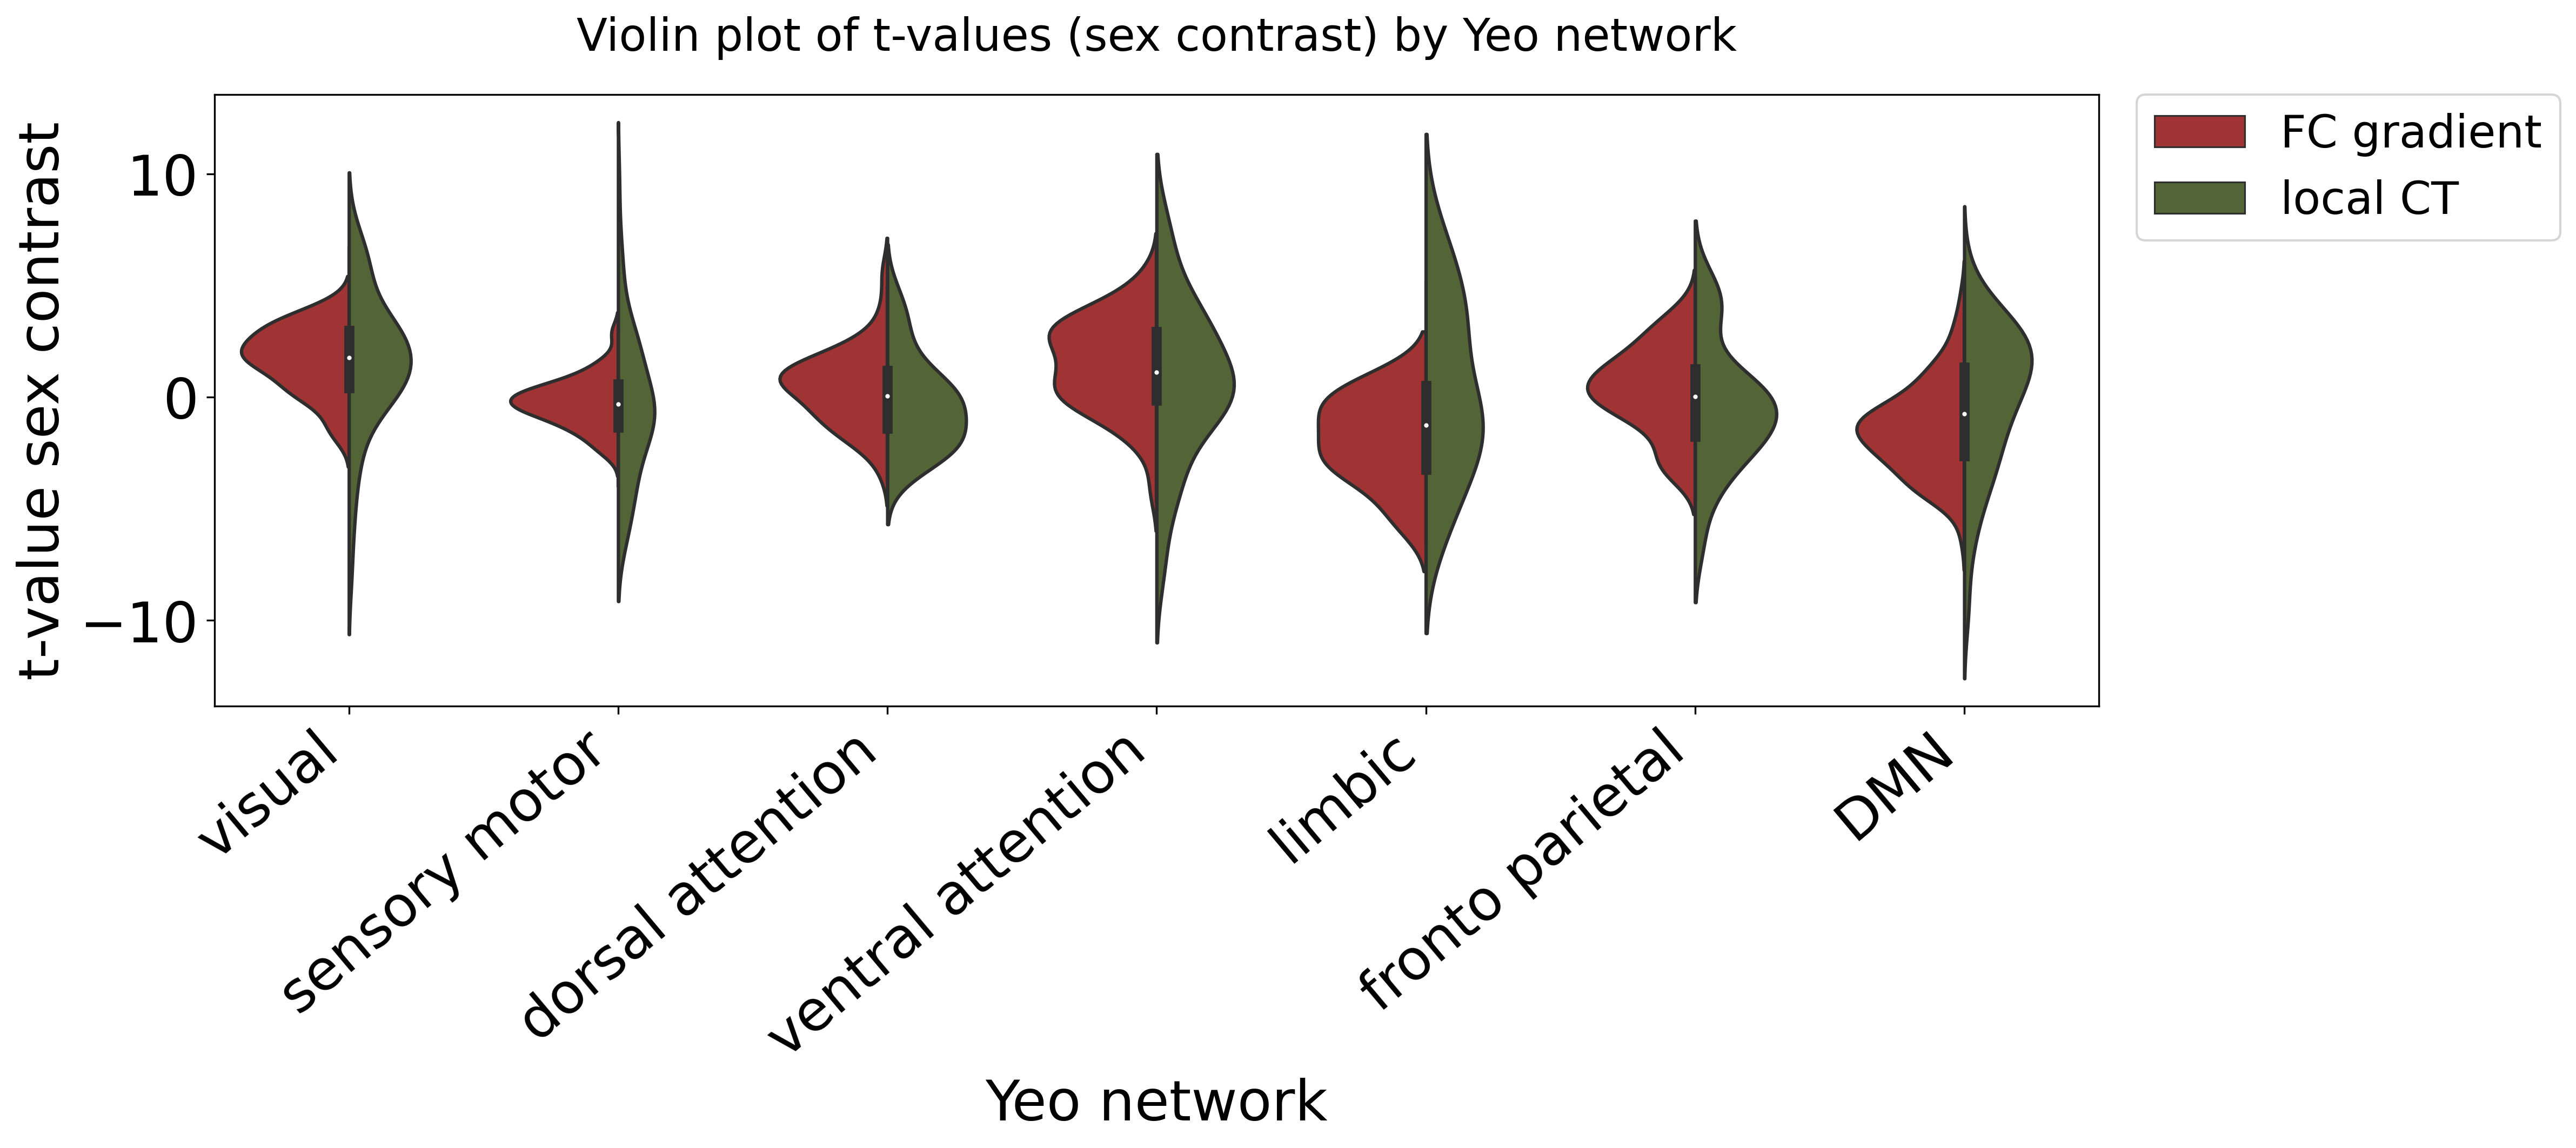 Violin plot of t-values (sex contrast) by Yeo network
t-value sex contrast
10
0
−10
FC gradient
local CT
visual
sensory motor
dorsal attention
ventral attention
limbic
fronto parietal
DMN
Yeo network